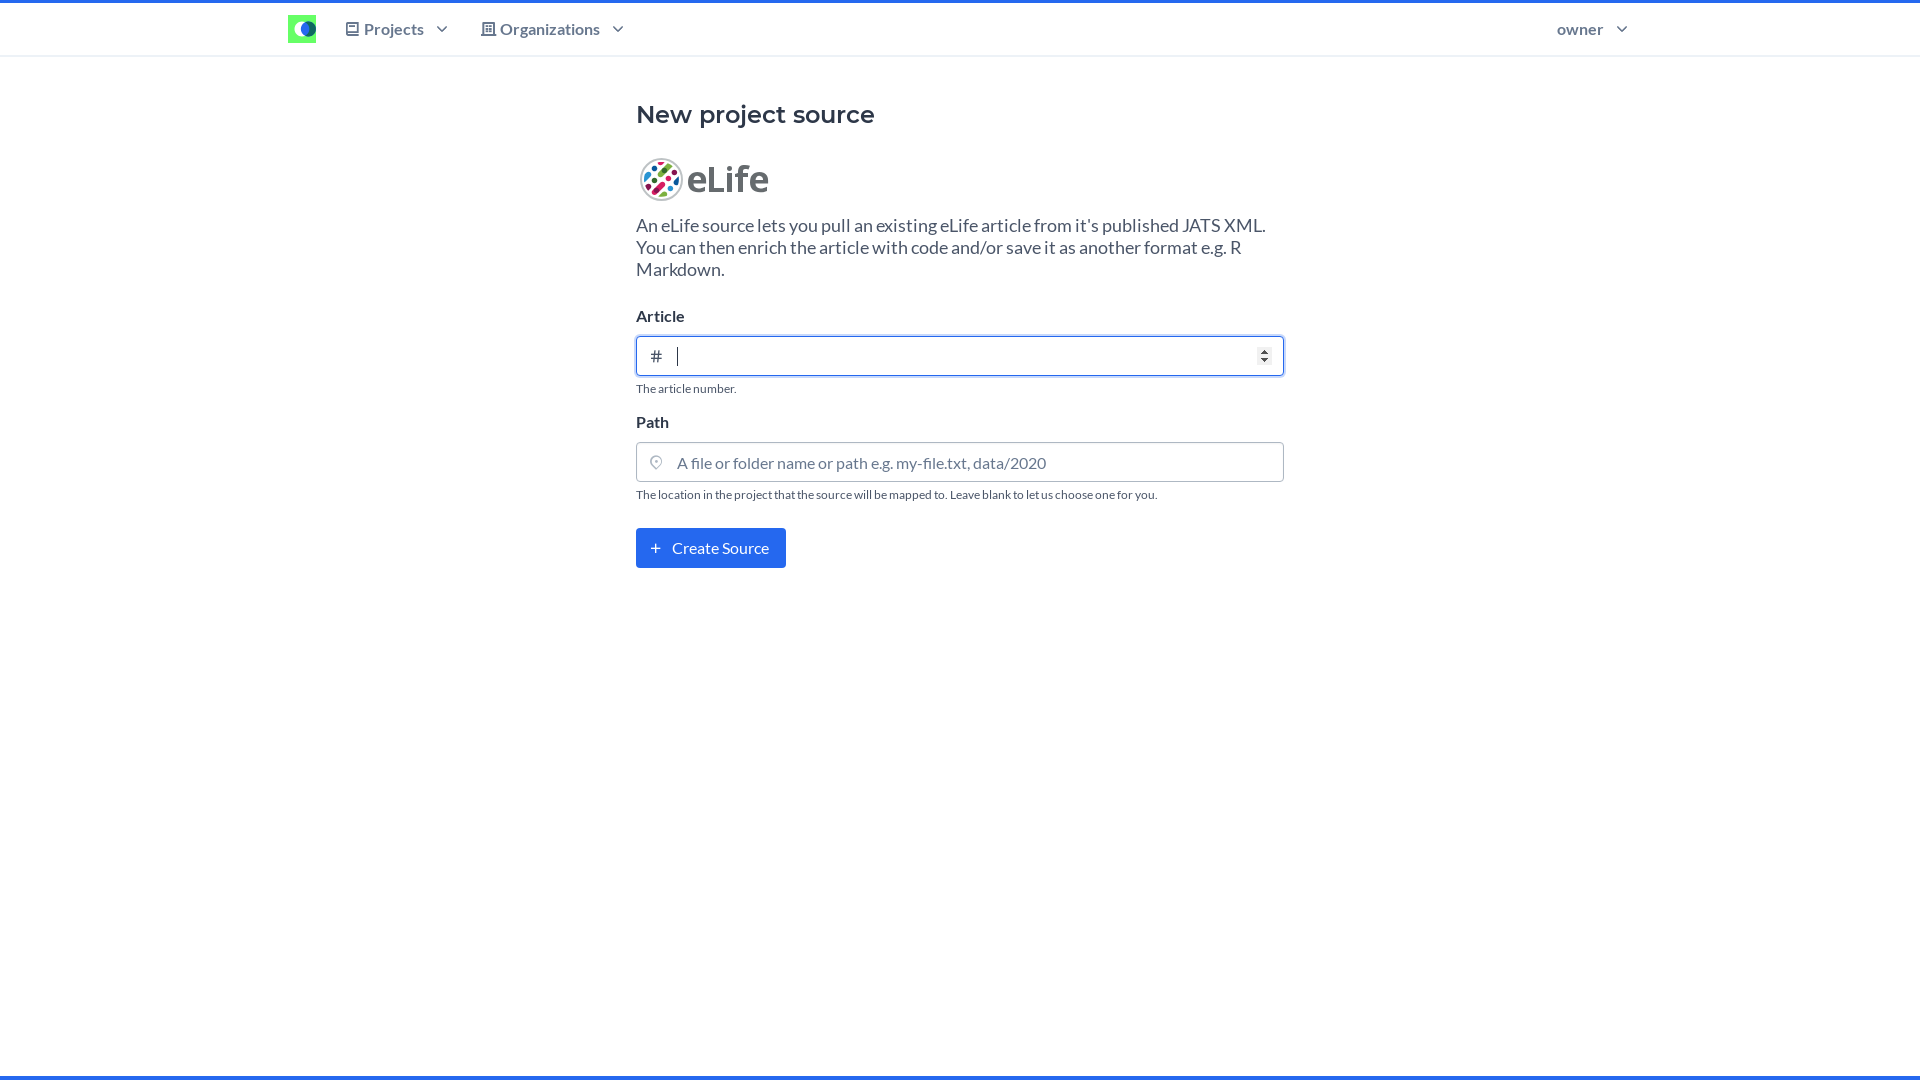 Projects
Organizations
owner
New project source
eLife
An eLife source lets you pull an existing eLife article from it's published JATS XML.
You can then enrich the article with code and/or save it as another format e.g. R
Markdown.
Article
#
The article number.
Path
A file or folder name or path e.g. my-file.txt, data/2020
The location in the project that the source will be mapped to. Leave blank to let us choose one for you.
+ Create Source